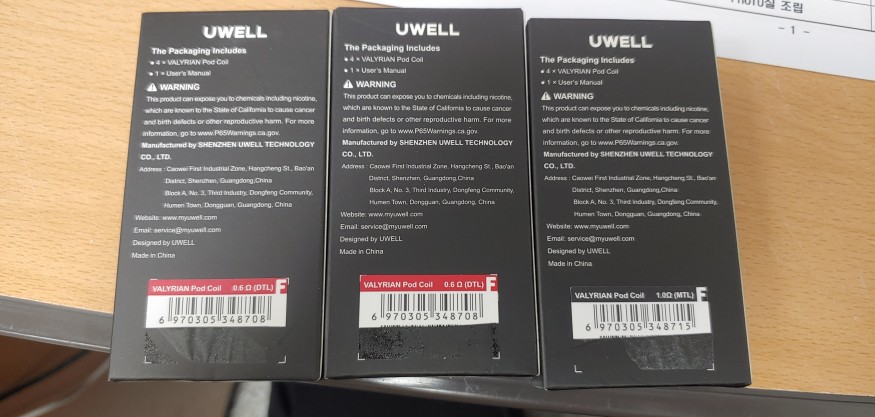 Photo실 조립
- 1 -
UWELL
The Packaging Includes
4 × VALYRIAN Pod Coil
1 × User's Manual
WARNING
This product can expose you to chemicals including nicotine,
which are known to the State of California to cause cancer
and birth defects or other reproductive harm. For more
information, go to www.P65Warnings.ca.gov.
Manufactured by SHENZHEN UWELL TECHNOLOGY
CO., LTD.
Address : Caowei First Industrial Zone, Hangcheng St., Bao'an
District, Shenzhen, Guangdong,China
Block A, No. 3, Third Industry, Dongfeng Community,
Humen Town, Dongguan, Guangdong, China
Website: www.myuwell.com
Email: service@myuwell.com
Designed by UWELL
Made in China
VALYRIAN Pod Coil 0.6 Ω (DTL) F
6 970305 348708
UWELL
The Packaging Includes
4 × VALYRIAN Pod Coil
1 × User's Manual
WARNING
This product can expose you to chemicals including nicotine,
which are known to the State of California to cause cancer
and birth defects or other reproductive harm. For more
information, go to www.P65Warnings.ca.gov.
Manufactured by SHENZHEN UWELL TECHNOLOGY
CO., LTD.
Address : Caowei First Industrial Zone, Hangcheng St., Bao'an
District, Shenzhen, Guangdong,China
Block A, No. 3, Third Industry, Dongfeng Community,
Humen Town, Dongguan, Guangdong, China
Website: www.myuwell.com
Email: service@myuwell.com
Designed by UWELL
Made in China
VALYRIAN Pod Coil 0.6 Ω (DTL) F
6 970305 348708
UWELL
The Packaging Includes
4 × VALYRIAN Pod Coil
1 × User's Manual
WARNING
This product can expose you to chemicals including nicotine,
which are known to the State of California to cause cancer
and birth defects or other reproductive harm. For more
information, go to www.P65Warnings.ca.gov.
Manufactured by SHENZHEN UWELL TECHNOLOGY
CO., LTD.
Address : Caowei First Industrial Zone, Hangcheng St., Bao'an
District, Shenzhen, Guangdong,China
Block A, No. 3, Third Industry, Dongfeng Community,
Humen Town, Dongguan, Guangdong, China
Website: www.myuwell.com
Email: service@myuwell.com
Designed by UWELL
Made in China
VALYRIAN Pod Coil 1.0Ω (MTL) F
6 970305 348715